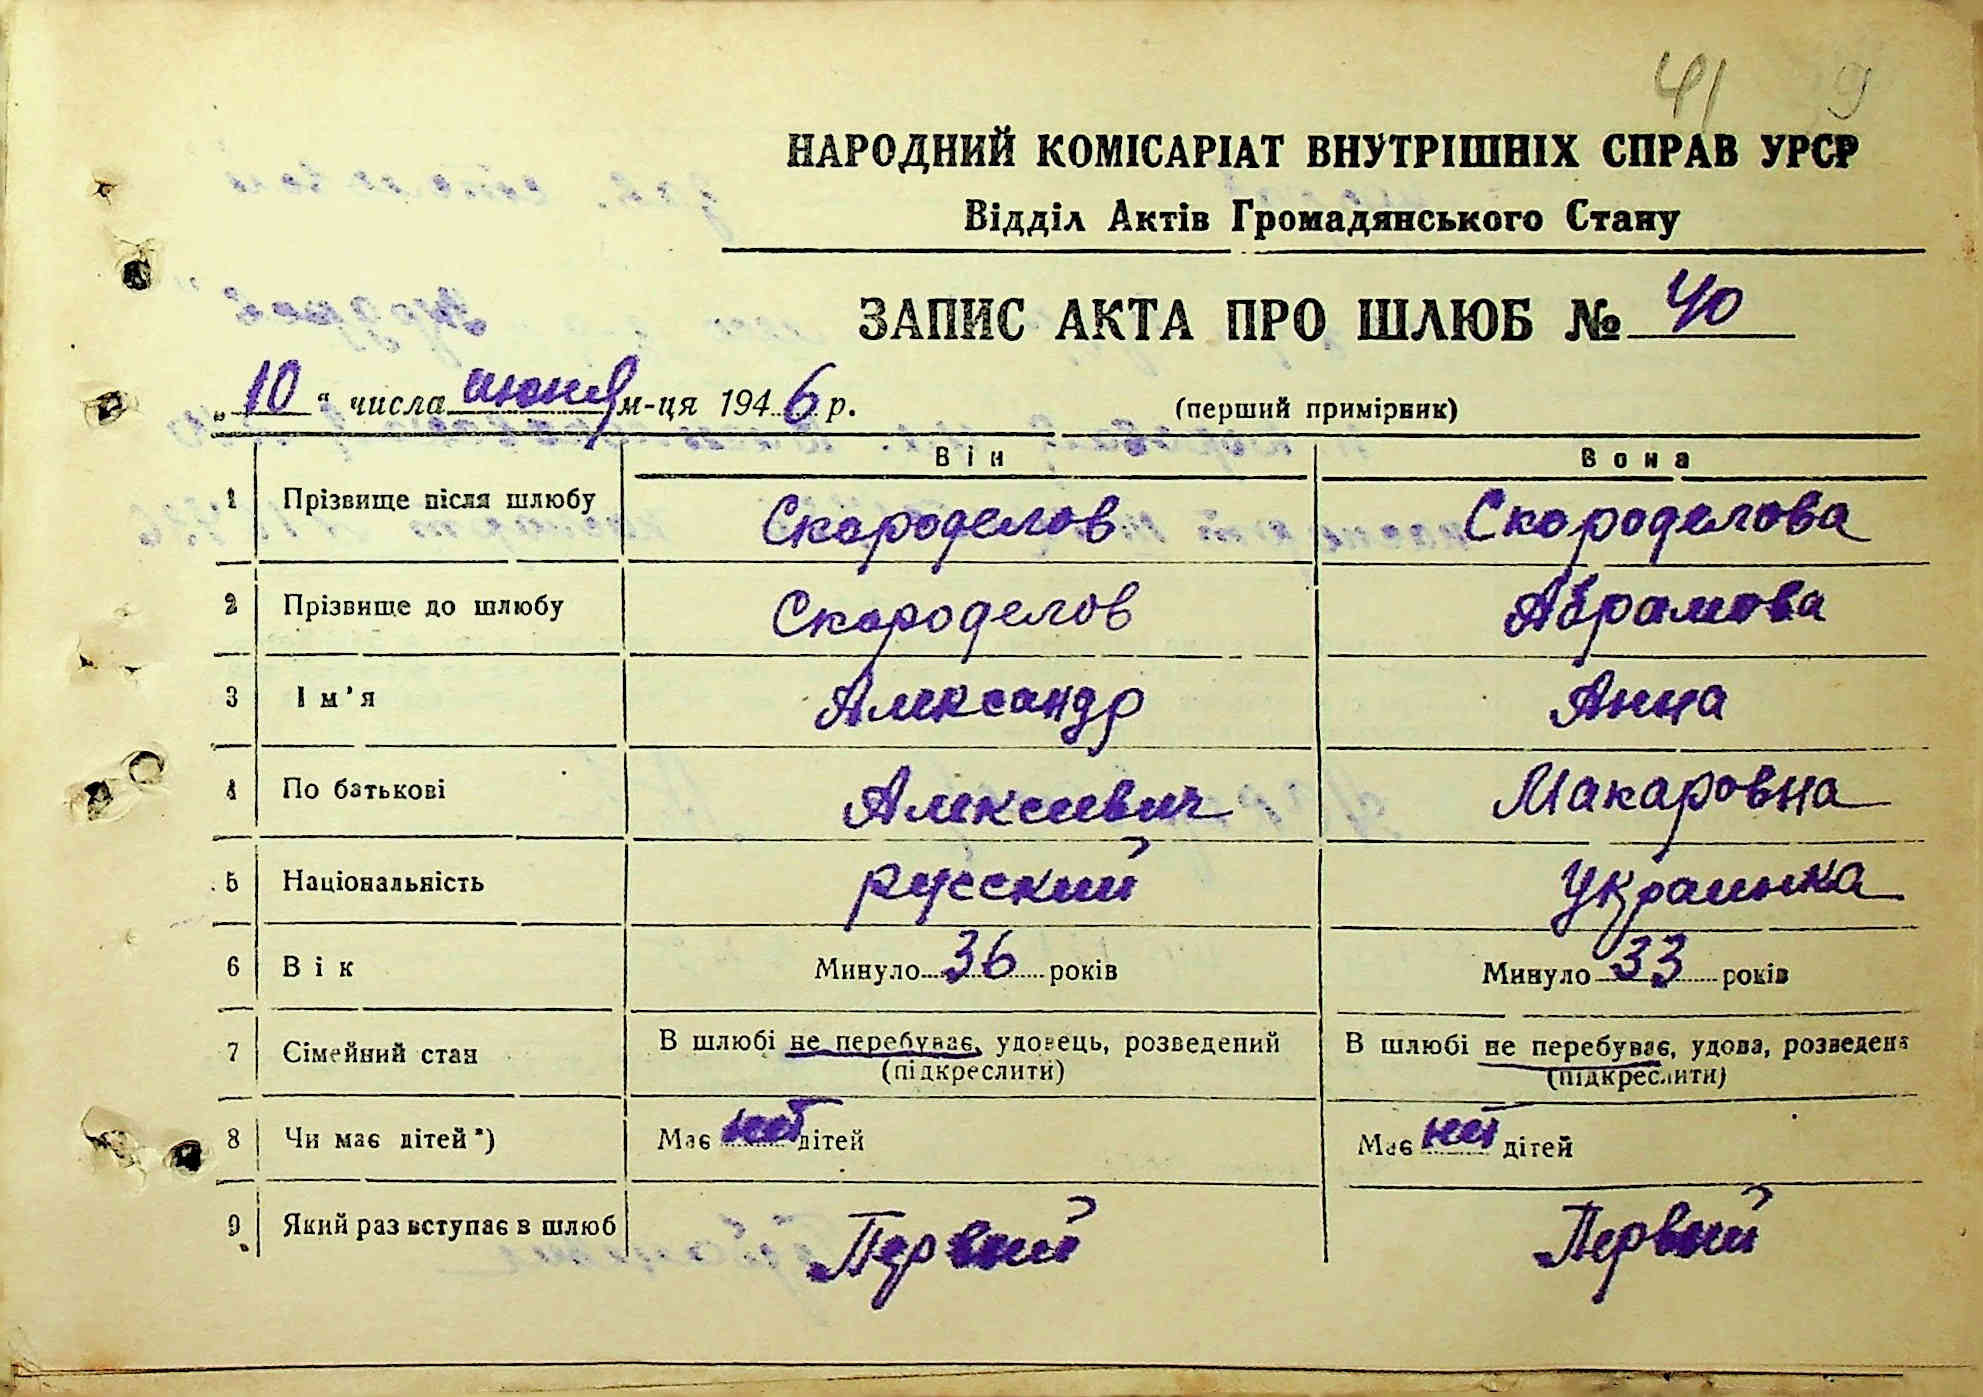 41 9
НАРОДНИЙ КОМІСАРІАТ ВНУТРІШНІХ СПРАВ УРСР
Відділ Актів Громадянського Стану
ЗАПИС АКТА ПРО ШЛЮБ № 40
„ 10 “ числа июня м-ця 1946 р. (перший примірник)
Він Вона
1 Прізвище після шлюбу Скороделов Скороделова
2 Прізвище до шлюбу Скороделов Абрамова
3 Ім'я Александр Анна
4 По батькові Алексеевич Макаровна
5 Національність русский украинка
6 Вік Минуло 36 років Минуло 33 років
7 Сімейний стан В шлюбі не перебуває, удовець, розведений В шлюбі не перебуває, удова, розведена
(підкреслити) (підкреслити)
8 Чи має дітей*) Має нет дітей Має нет дітей
9 Який раз вступає в шлюб Первый Первый